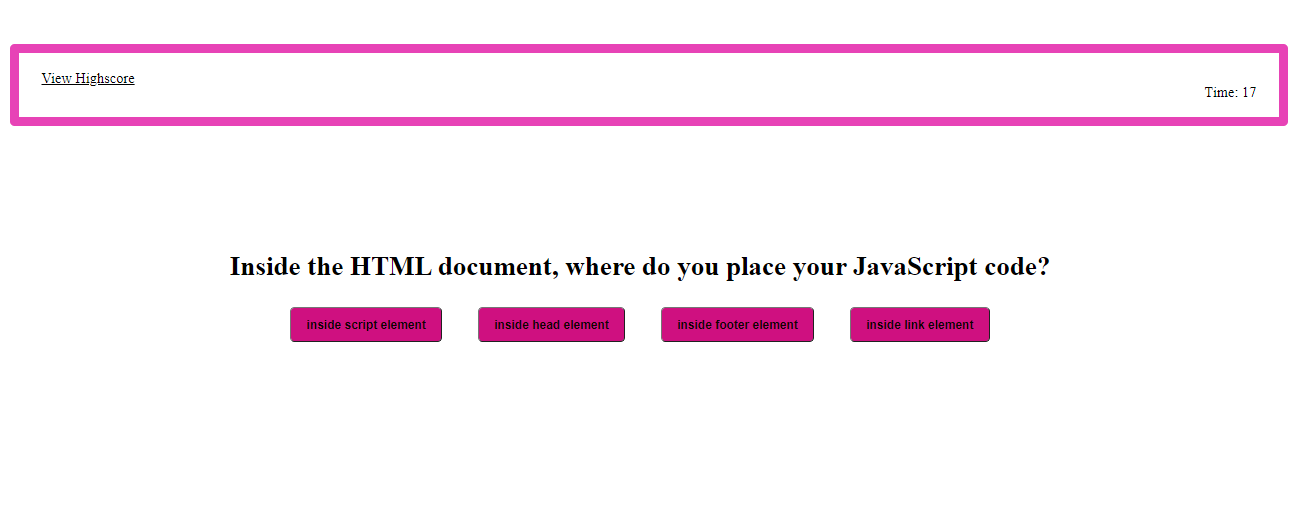 View Highscore
Time: 17
Inside the HTML document, where do you place your JavaScript code?
inside script element
inside head element
inside footer element
inside link element